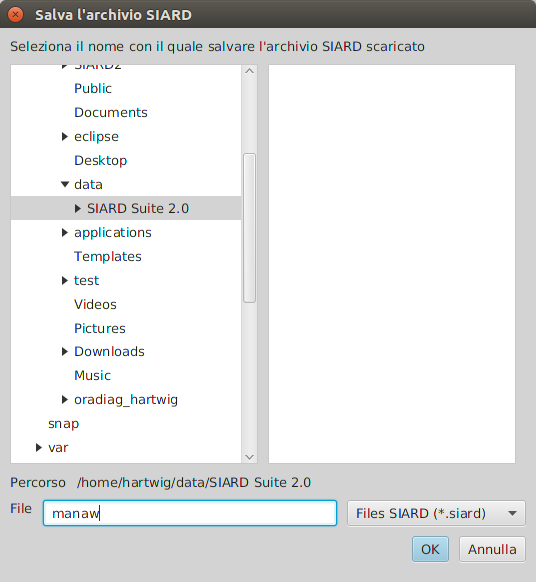 Salva l'archivio SIARD
Seleziona il nome con il quale salvare l'archivio SIARD scaricato
SIARD2
Public
Documents
eclipse
Desktop
data
SIARD Suite 2.0
applications
Templates
test
Videos
Pictures
Downloads
Music
oradiag_hartwig
snap
var
Percorso /home/hartwig/data/SIARD Suite 2.0
File manaw Files SIARD (*.siard)
OK Annulla